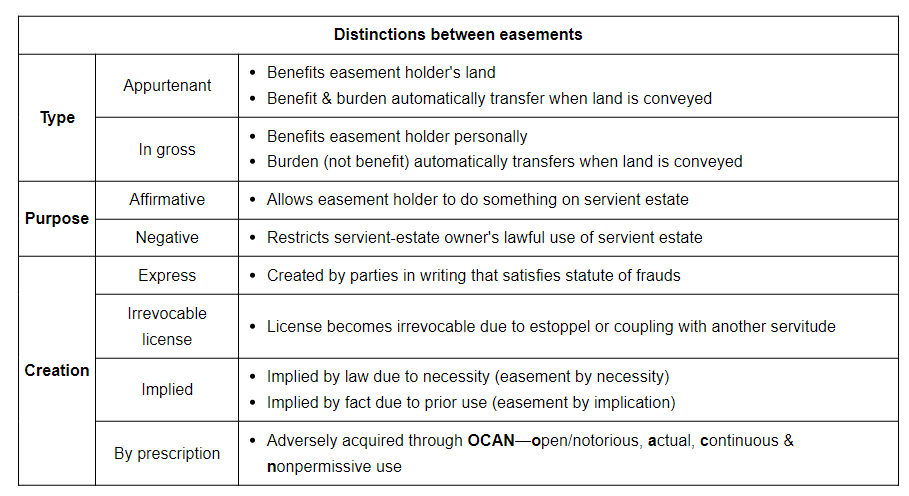 Distinctions between easements
Type
Appurtenant
• Benefits easement holder's land
• Benefit & burden automatically transfer when land is conveyed
In gross
• Benefits easement holder personally
• Burden (not benefit) automatically transfers when land is conveyed
Purpose
Affirmative
• Allows easement holder to do something on servient estate
Negative
• Restricts servient-estate owner's lawful use of servient estate
Creation
Express
• Created by parties in writing that satisfies statute of frauds
Irrevocable
license
• License becomes irrevocable due to estoppel or coupling with another servitude
Implied
• Implied by law due to necessity (easement by necessity)
• Implied by fact due to prior use (easement by implication)
By prescription
• Adversely acquired through OCAN—open/notorious, actual, continuous &
nonpermissive use